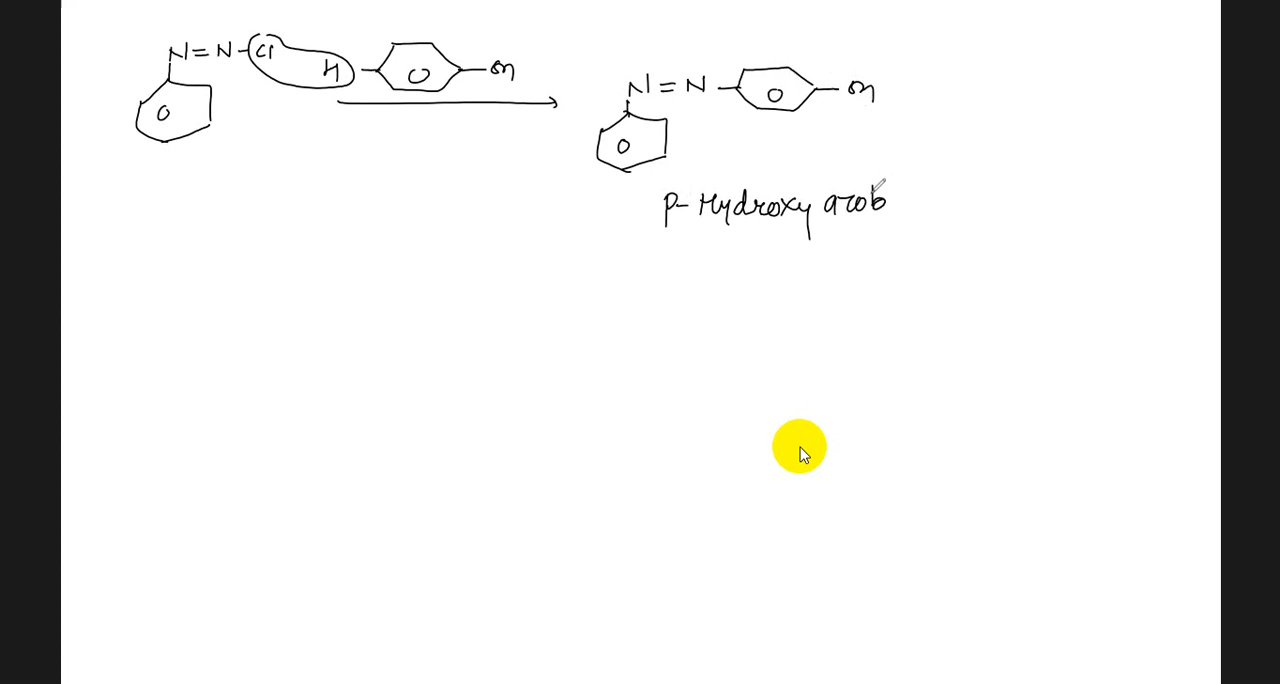 N=N-Cl H -OH
N=N- -OH
P- Hydroxy azob